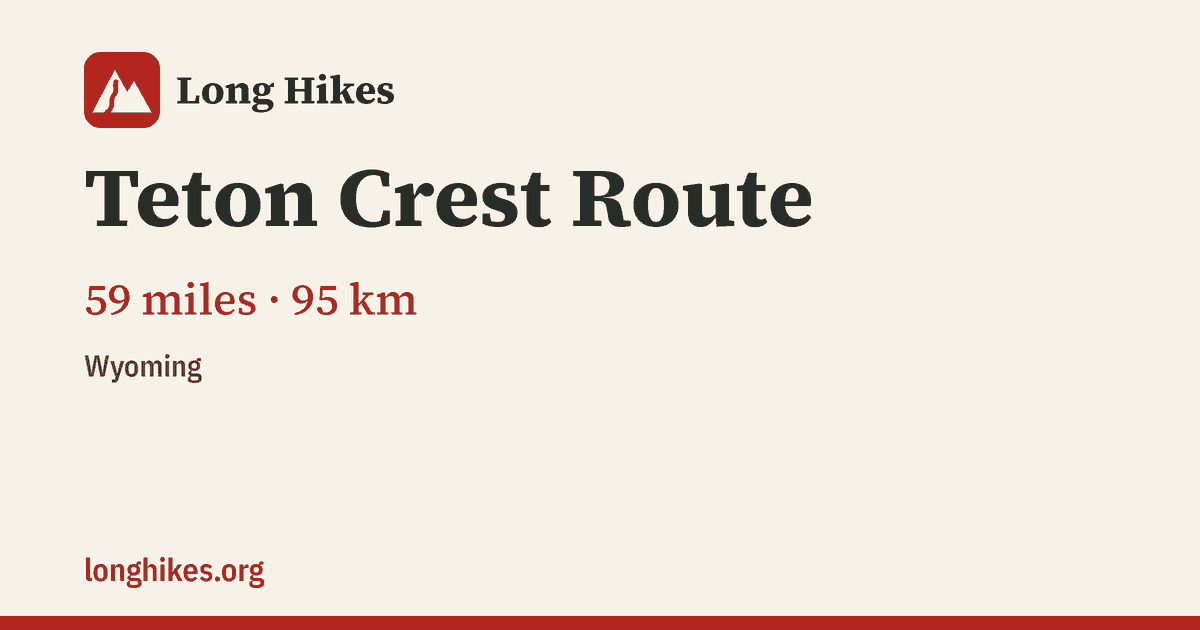 Long Hikes
Teton Crest Route
59 miles · 95 km
Wyoming
longhikes.org